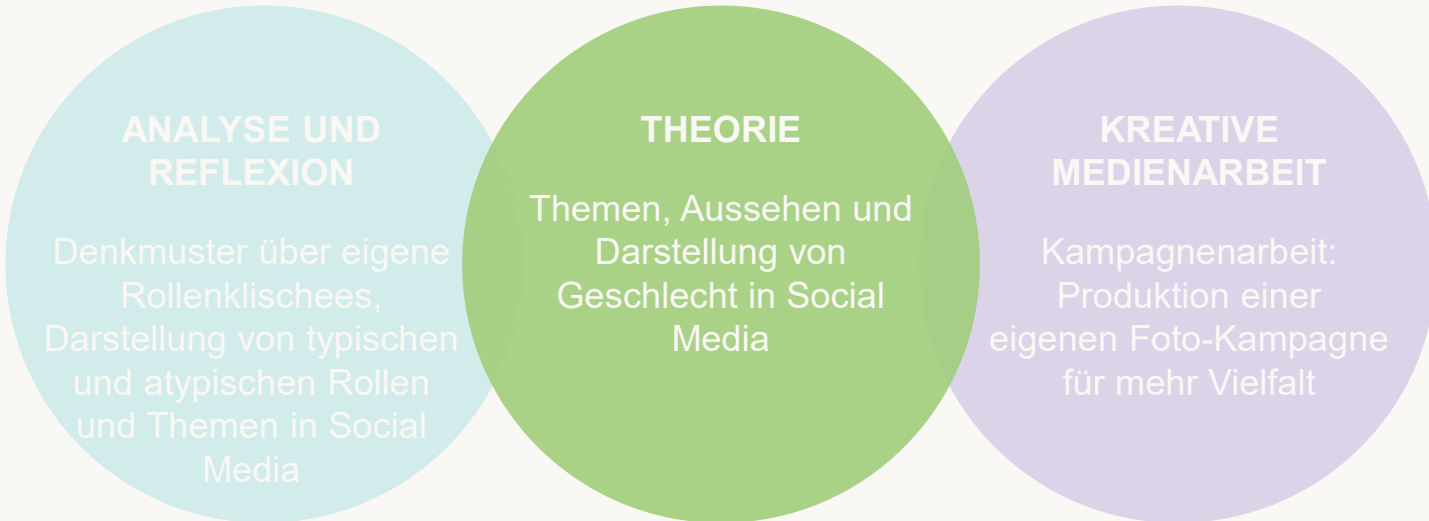 ANALYSE UND
REFLEXION
Denkmuster über eigene
Rollenklischees,
Darstellung von typischen
und atypischen Rollen
und Themen in Social
Media
THEORIE
Themen, Aussehen und
Darstellung von
Geschlecht in Social
Media
KREATIVE
MEDIENARBEIT
Kampagnenarbeit:
Produktion einer
eigenen Foto-Kampagne
für mehr Vielfalt